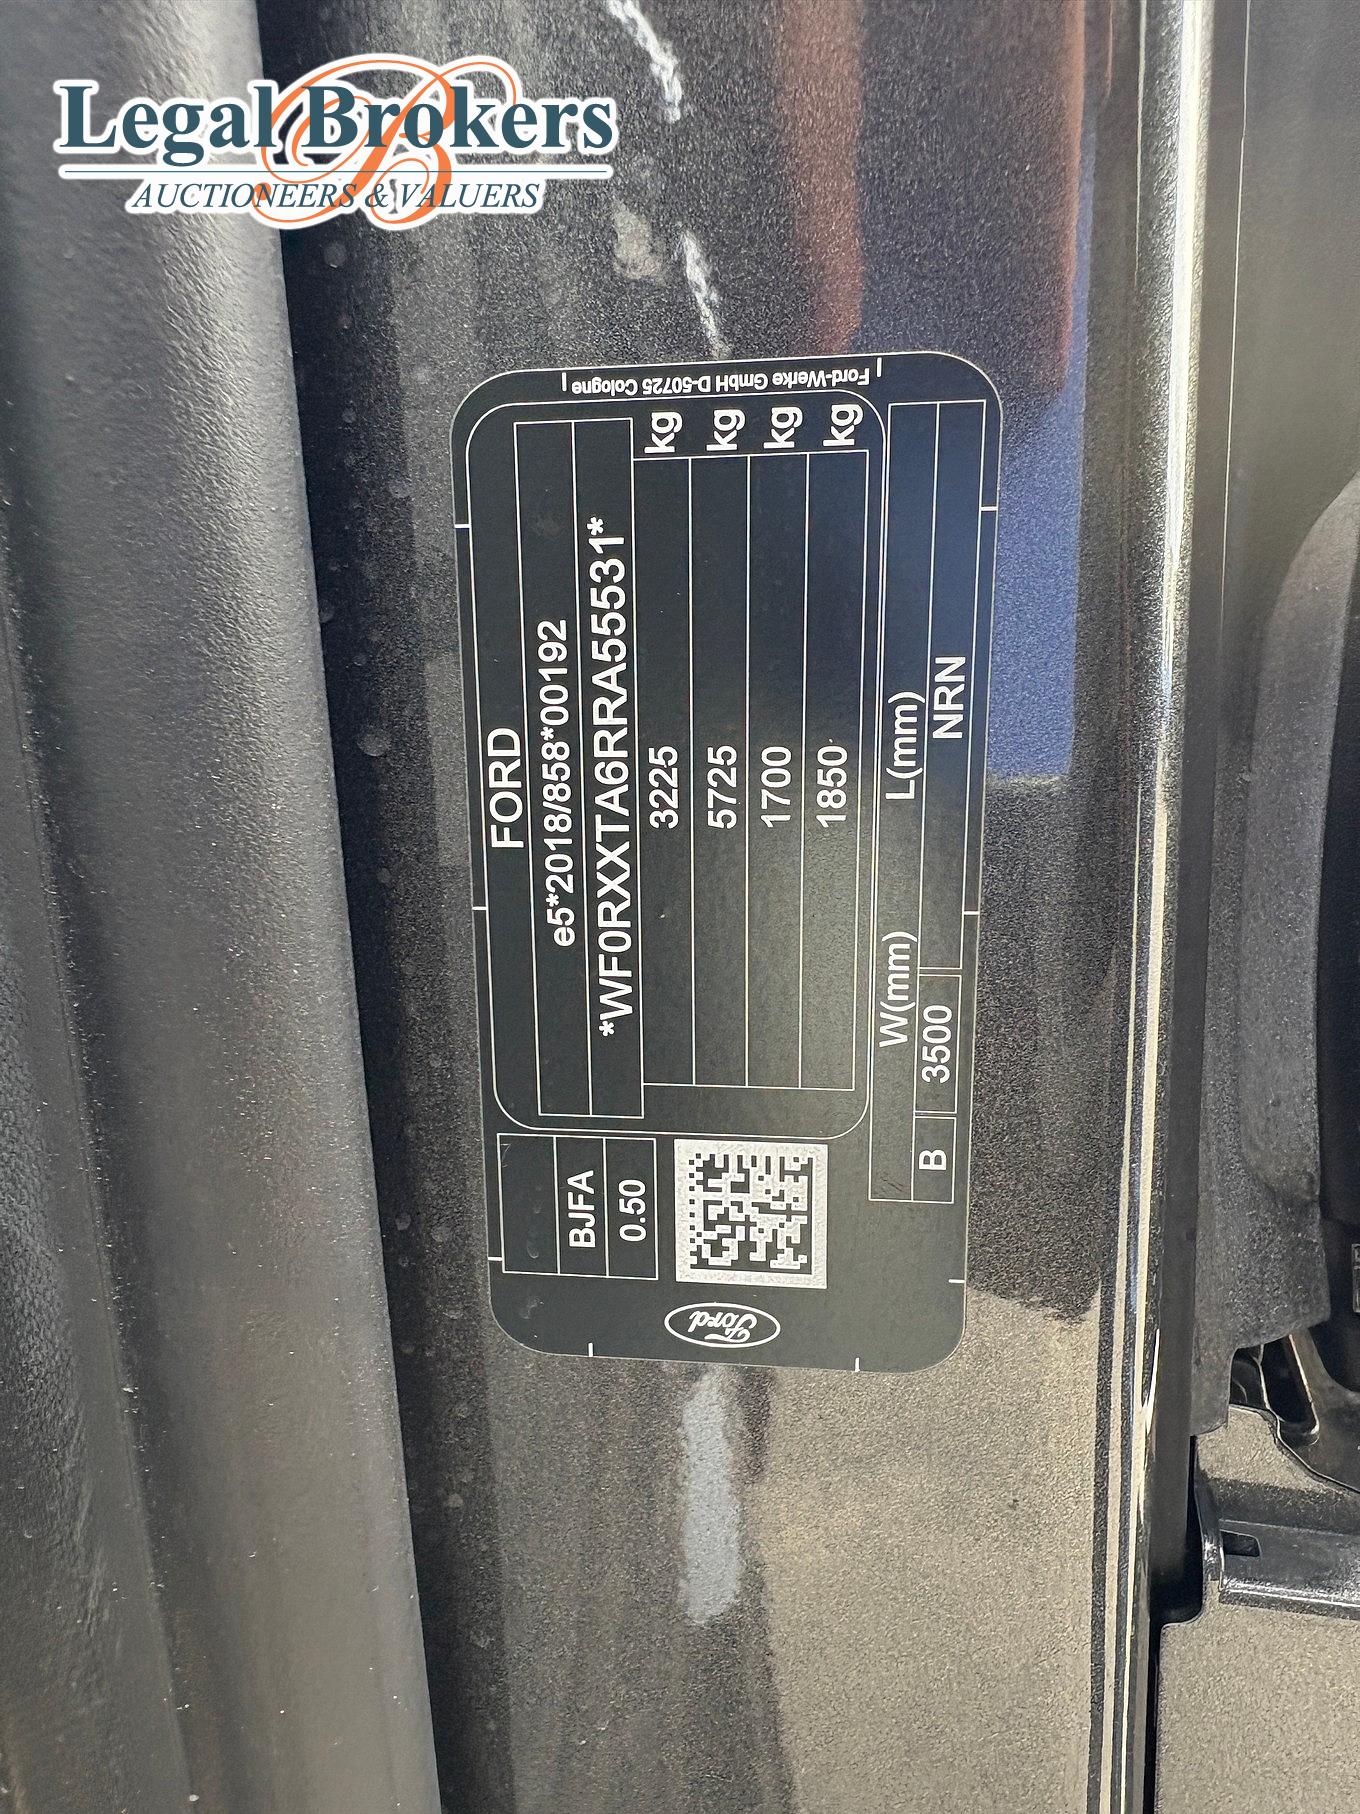 Legal Brokers
AUCTIONEERS & VALUERS
Ford-Werke GmbH D-50725 Cologne
FORD
e5*2018/858*00192
*WF0RXXTA6RRA55531*
3225 kg
5725 kg
1700 kg
1850 kg
BJFA
0.50
W(mm) L(mm)
B 3500 NRN
Ford